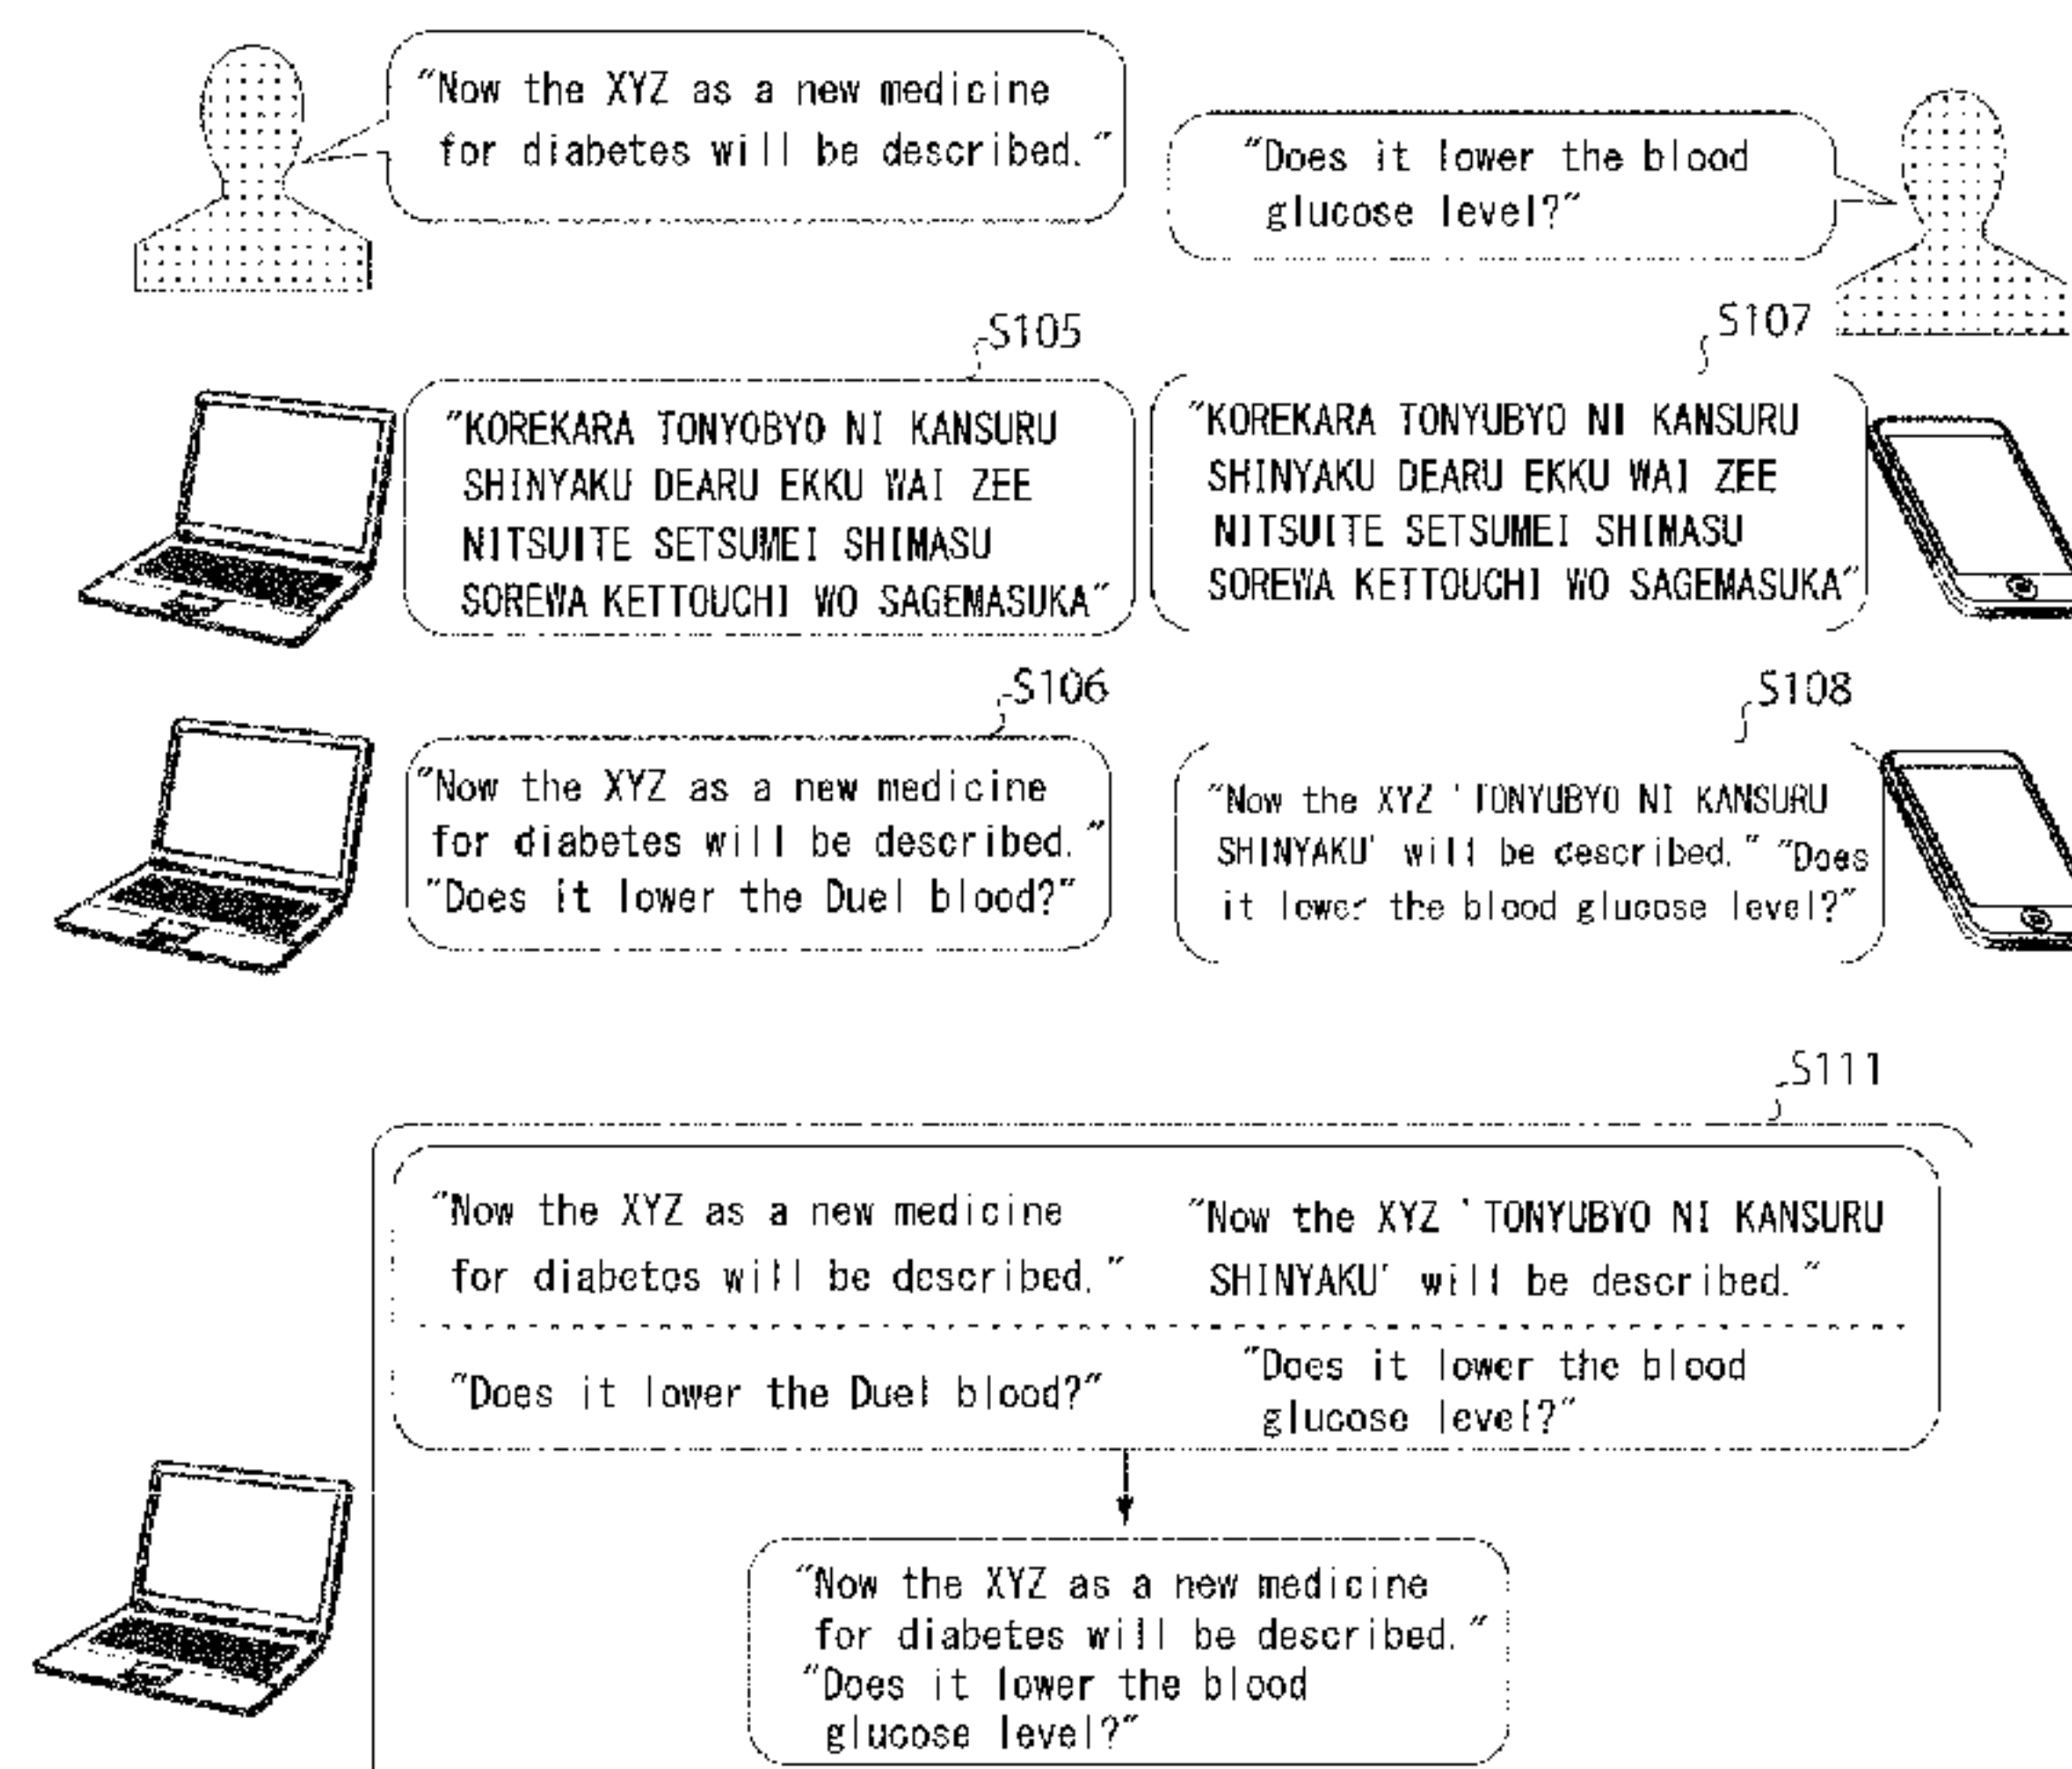 "Now the XYZ as a new medicine
for diabetes will be described."
"Does it lower the blood
glucose level?"
S105
"KOREKARA TONYOBYO NI KANSURU
SHINYAKU DEARU EKKU WAI ZEE
NITSUITE SETSUMEI SHIMASU
SOREWA KETTOUCHI WO SAGEMASUKA"
S107
"KOREKARA TONYUBYO NI KANSURU
SHINYAKU DEARU EKKU WAI ZEE
NITSUITE SETSUMEI SHIMASU
SOREWA KETTOUCHI WO SAGEMASUKA"
S106
"Now the XYZ as a new medicine
for diabetes will be described."
"Does it lower the Duel blood?"
S108
"Now the XYZ 'TONYUBYO NI KANSURU
SHINYAKU' will be described." "Does
it lower the blood glucose level?"
S111
"Now the XYZ as a new medicine
for diabetes will be described."
"Now the XYZ 'TONYUBYO NI KANSURU
SHINYAKU' will be described."
"Does it lower the Duel blood?"
"Does it lower the blood
glucose level?"
"Now the XYZ as a new medicine
for diabetes will be described."
"Does it lower the blood
glucose level?"